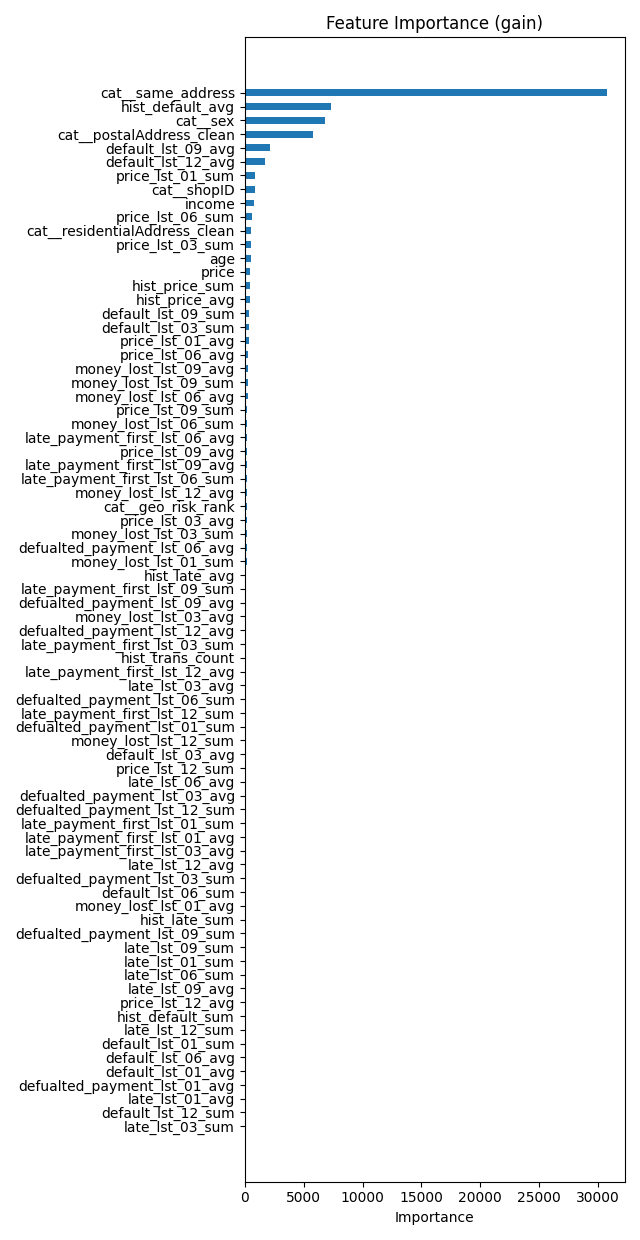 Feature Importance (gain)
cat__same_address
hist_default_avg
cat__sex
cat__postalAddress_clean
default_lst_09_avg
default_lst_12_avg
price_lst_01_sum
cat__shopID
income
price_lst_06_sum
cat__residentialAddress_clean
price_lst_03_sum
age
price
hist_price_sum
hist_price_avg
default_lst_09_sum
default_lst_03_sum
price_lst_01_avg
price_lst_06_avg
money_lost_lst_09_avg
money_lost_lst_09_sum
money_lost_lst_06_avg
price_lst_09_sum
money_lost_lst_06_sum
late_payment_first_lst_06_avg
price_lst_09_avg
late_payment_first_lst_09_avg
late_payment_first_lst_06_sum
money_lost_lst_12_avg
cat__geo_risk_rank
price_lst_03_avg
money_lost_lst_03_sum
defualted_payment_lst_06_avg
money_lost_lst_01_sum
hist_late_avg
late_payment_first_lst_09_sum
defualted_payment_lst_09_avg
money_lost_lst_03_avg
defualted_payment_lst_12_avg
late_payment_first_lst_03_sum
hist_trans_count
late_payment_first_lst_12_avg
late_lst_03_avg
defualted_payment_lst_06_sum
late_payment_first_lst_12_sum
defualted_payment_lst_01_sum
money_lost_lst_12_sum
default_lst_03_avg
price_lst_12_sum
late_lst_06_avg
defualted_payment_lst_03_avg
defualted_payment_lst_12_sum
late_payment_first_lst_01_sum
late_payment_first_lst_01_avg
late_payment_first_lst_03_avg
late_lst_12_avg
defualted_payment_lst_03_sum
default_lst_06_sum
money_lost_lst_01_avg
hist_late_sum
defualted_payment_lst_09_sum
late_lst_09_sum
late_lst_01_sum
late_lst_06_sum
late_lst_09_avg
price_lst_12_avg
hist_default_sum
late_lst_12_sum
default_lst_01_sum
default_lst_06_avg
default_lst_01_avg
defualted_payment_lst_01_avg
late_lst_01_avg
default_lst_12_sum
late_lst_03_sum
0 5000 10000 15000 20000 25000 30000
Importance